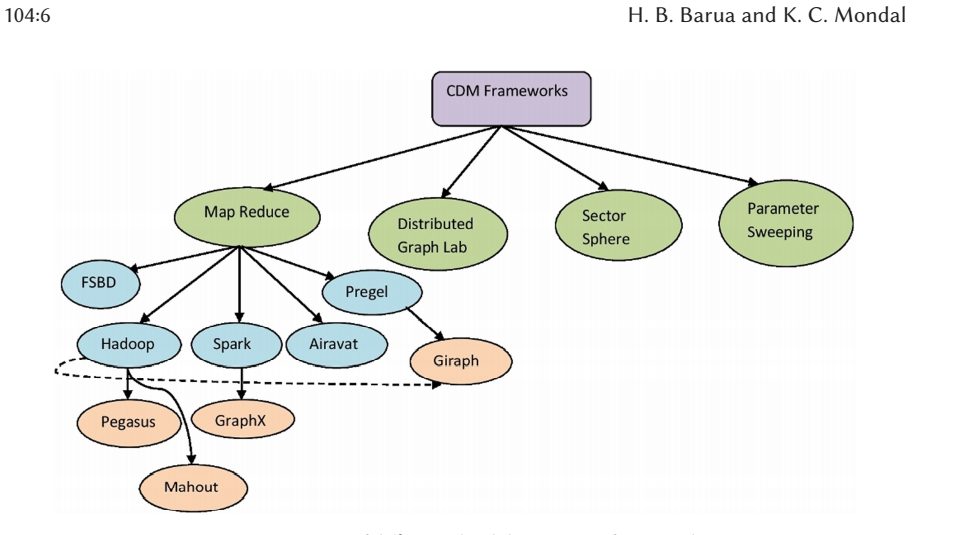 104:6 H. B. Barua and K. C. Mondal
CDM Frameworks
Map Reduce
Distributed
Graph Lab
Sector
Sphere
Parameter
Sweeping
FSBD
Pregel
Hadoop
Spark
Airavat
Giraph
Pegasus
GraphX
Mahout